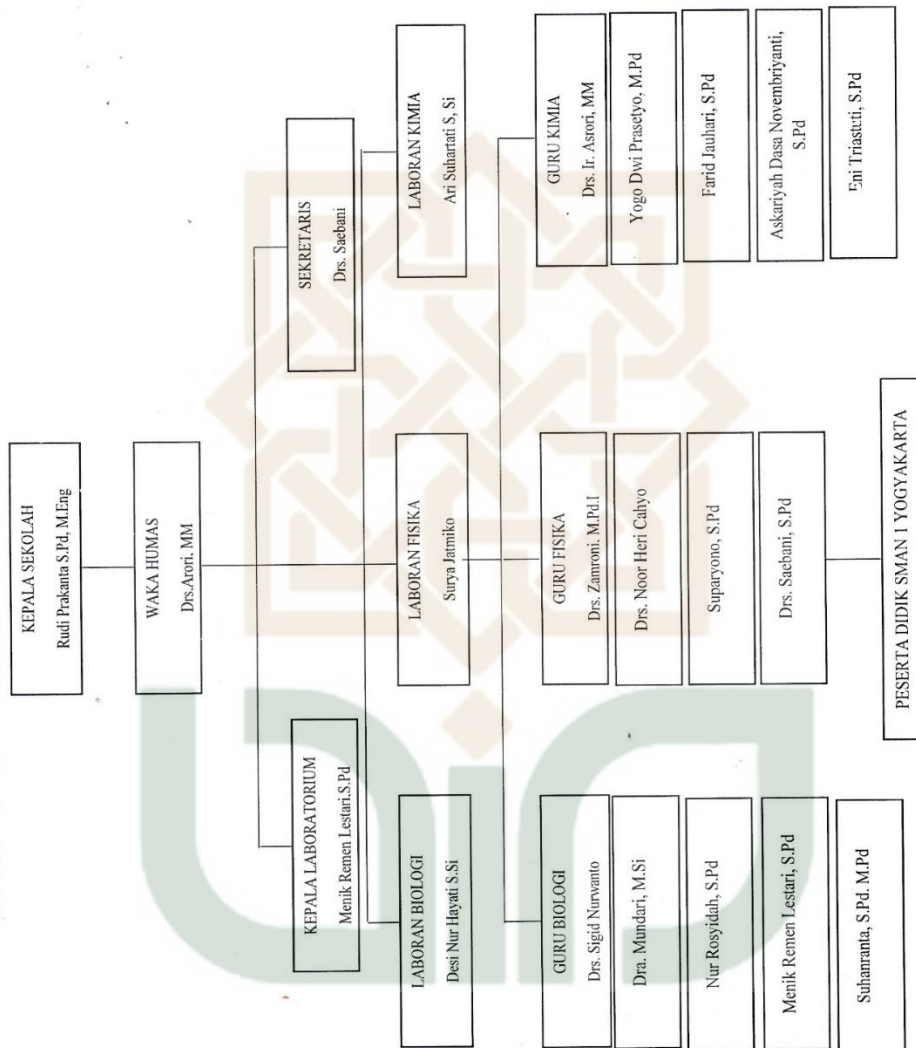 KEPALA SEKOLAH
Rudi Prakanta S.Pd, M.Eng
WAKA HUMAS
Drs.Arori. MM
KEPALA LABORATORIUM
Menik Remen Lestari.S.Pd
SEKRETARIS
Drs. Saebani
LABORAN BIOLOGI
Desi Nur Hayati S.Si
LABORAN FISIKA
Surya Jatmiko
LABORAN KIMIA
Ari Suhartati S, Si
GURU BIOLOGI
Drs. Sigid Nurwanto
Dra. Mundari, M.Si
Nur Rosyidah, S.Pd
Menik Remen Lestari, S.Pd
Suhanranta, S.Pd. M.Pd
GURU FISIKA
Drs. Zamroni. M.Pd.I
Drs. Noor Heri Cahyo
Suparyono, S.Pd
Drs. Saebani, S.Pd
GURU KIMIA
Drs. Ir. Asrori, MM
Yogo Dwi Prasetyo, M.Pd
Farid Jauhari, S.Pd
Askariyah Dasa Novembriyanti,
S.Pd
Eni Triastuti, S.Pd
PESERTA DIDIK SMAN 1 YOGYAKARTA